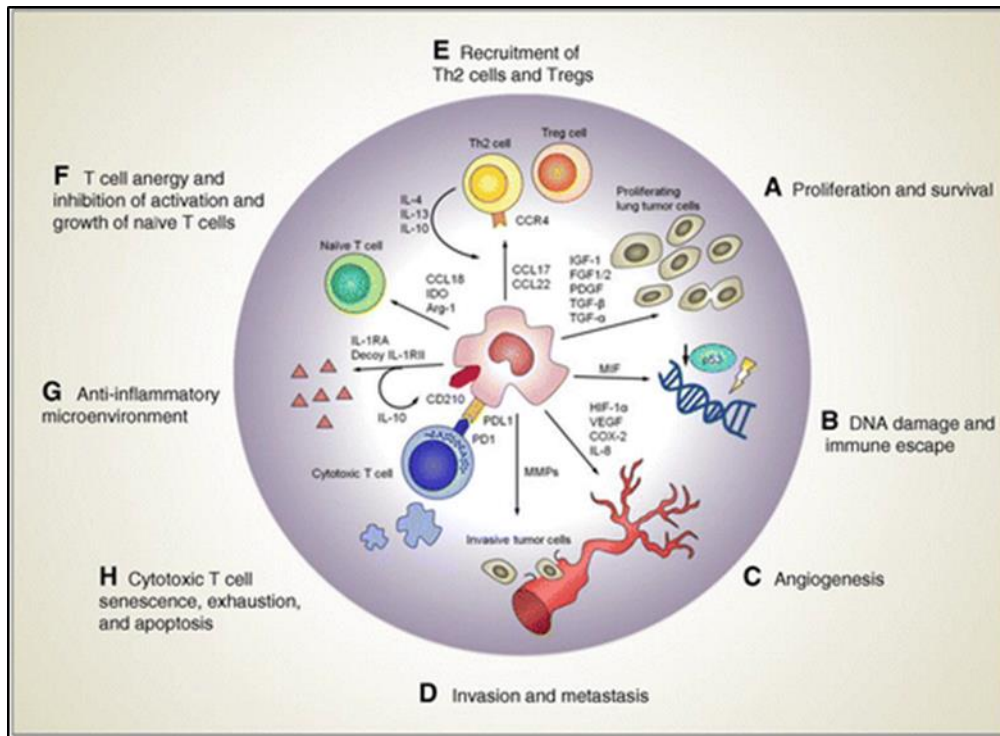 E Recruitment of
Th2 cells and Tregs
F T cell anergy and
inhibition of activation and
growth of naïve T cells
A Proliferation and survival
G Anti-inflammatory
microenvironment
B DNA damage and
immune escape
H Cytotoxic T cell
senescence, exhaustion,
and apoptosis
C Angiogenesis
D Invasion and metastasis
Th2 cell
Treg cell
IL-4
IL-13
IL-10
CCR4
Proliferating
lung tumor cells
Naïve T cell
CCL18
IDO
Arg-1
CCL17
CCL22
IGF-1
FGF1/2
PDGF
TGF-β
TGF-α
IL-1RA
Decoy IL-1RII
IL-10
CD210
MIF
p53
PDL1
PD1
Cytotoxic T cell
HIF-1α
VEGF
COX-2
IL-8
MMPs
Invasive tumor cells